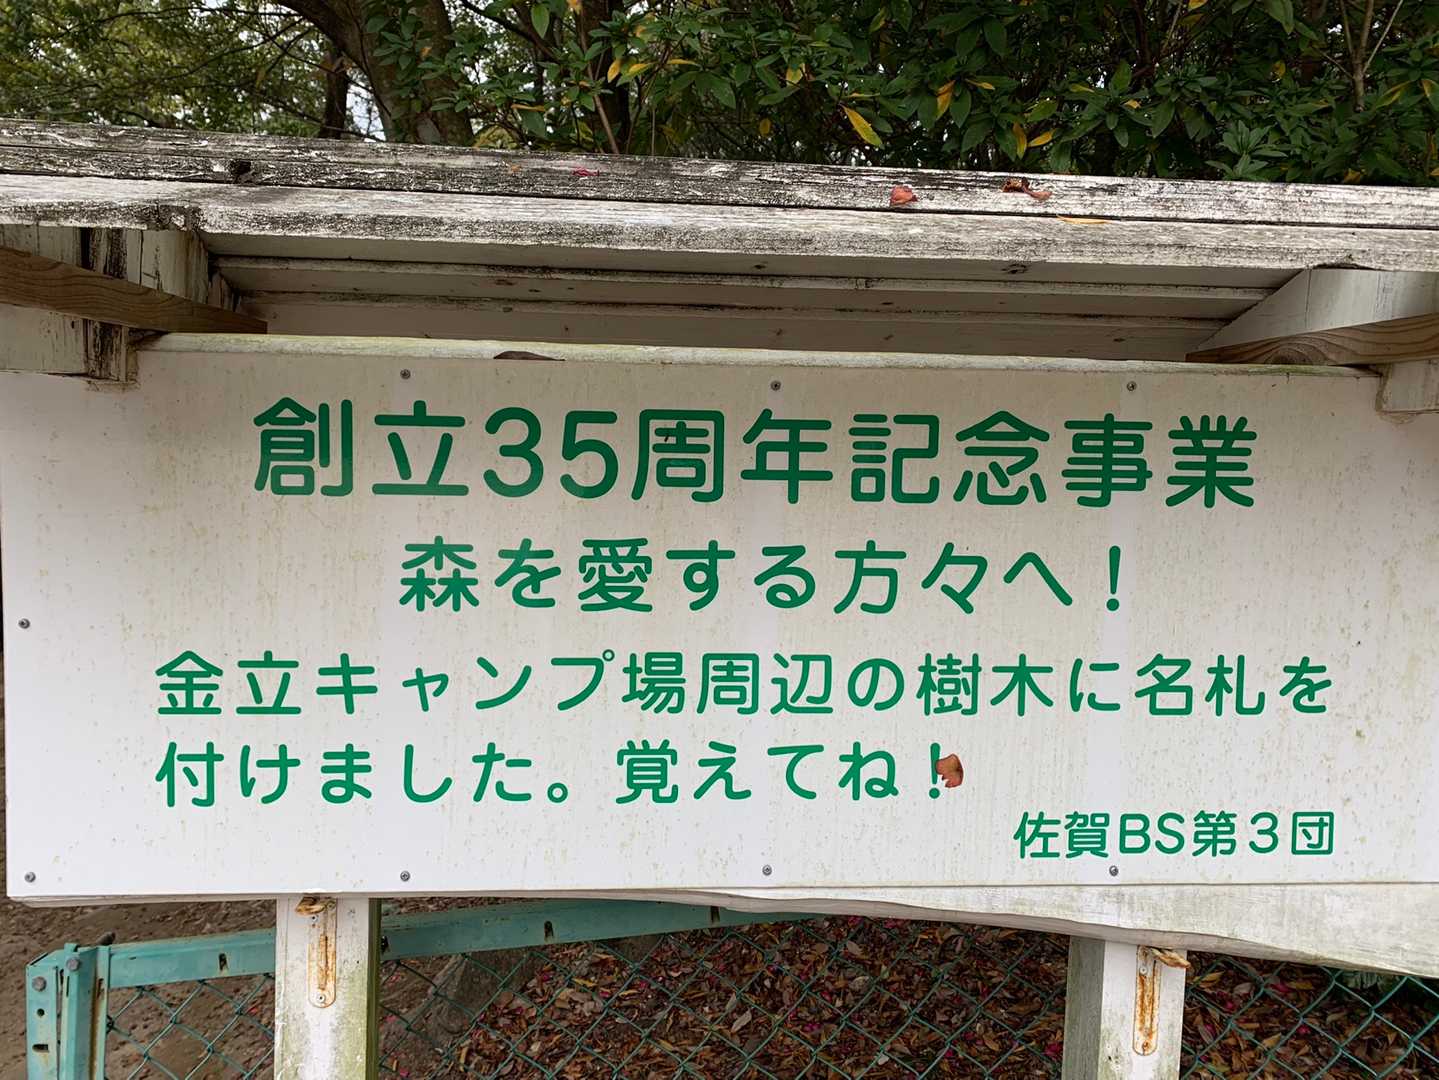 創立35周年記念事業
森を愛する方々へ！
金立キャンプ場周辺の樹木に名札を
付けました。覚えてね！
佐賀BS第３団